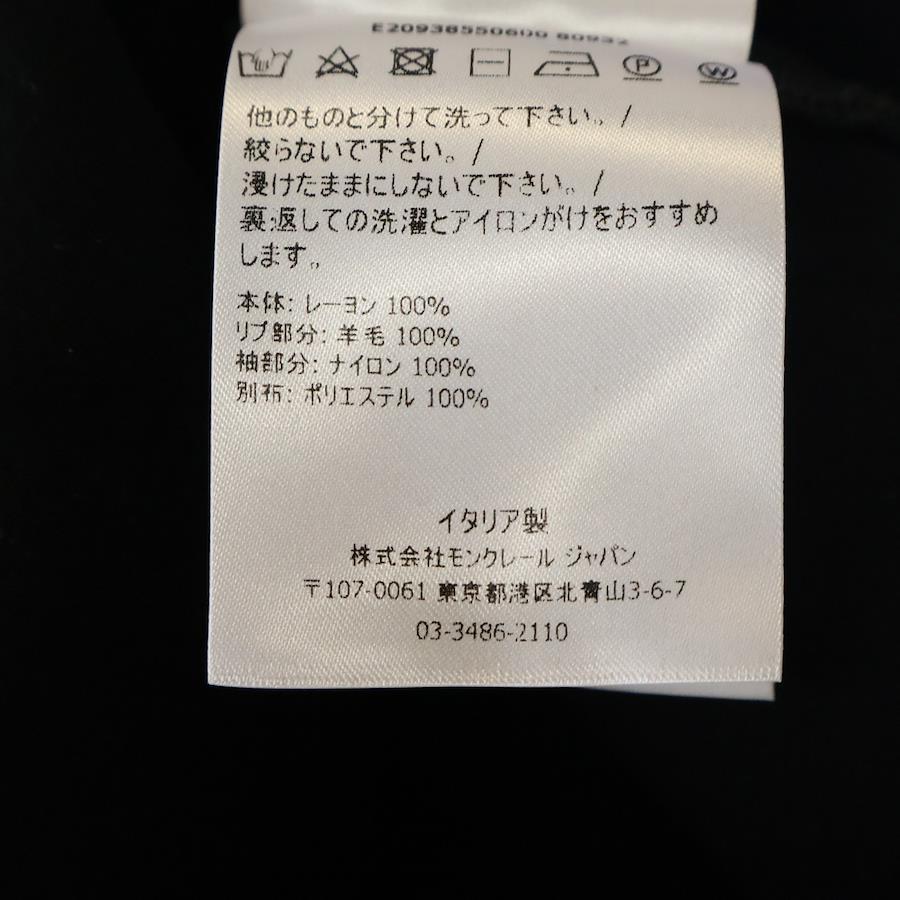 E20938550600 80932
P W
他のものと分けて洗って下さい。/
絞らないで下さい。/
浸けたままにしないで下さい。/
裏返しての洗濯とアイロンがけをおすすめ
します。
本体: レーヨン 100%
リブ部分: 羊毛 100%
袖部分: ナイロン 100%
別布: ポリエステル 100%
イタリア製
株式会社モンクレール ジャパン
〒107-0061 東京都港区北青山3-6-7
03-3486-2110